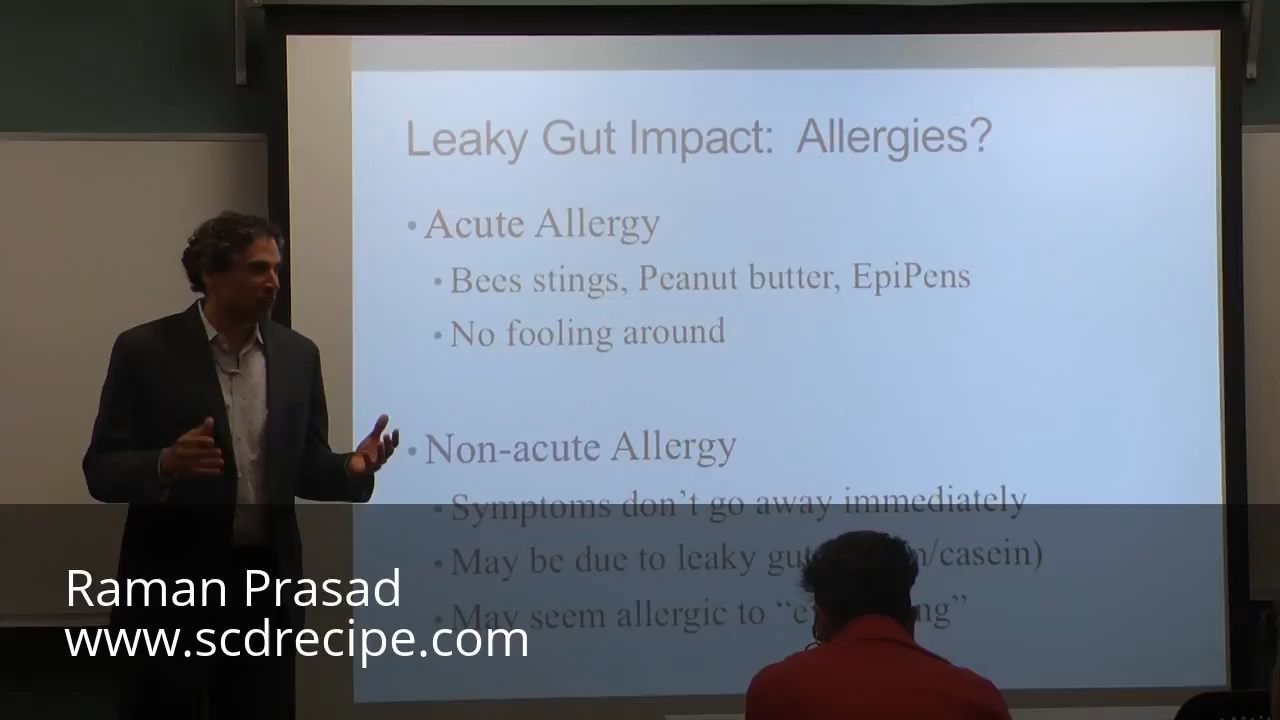 Leaky Gut Impact: Allergies?
• Acute Allergy
• Bees stings, Peanut butter, EpiPens
• No fooling around
• Non-acute Allergy
• Symptoms don't go away immediately
• May be due to leaky gut /casein)
• May seem allergic to “ ”
Raman Prasad
www.scdrecipe.com